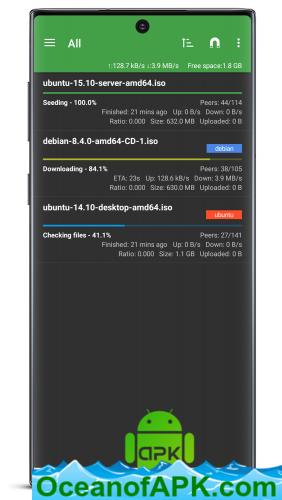 All
↑:128.7 kB/s ↓:3.9 MB/s Free space:1.8 GB
ubuntu-15.10-server-amd64.iso
Seeding - 100.0% Peers: 44/114
Finished: 21 mins ago Up: 0 B/s Down: 0 B/s
Ratio: 0.000 Size: 632.0 MB Uploaded: 0 B
debian-8.4.0-amd64-CD-1.iso
debian
Downloading - 84.1% Peers: 38/105
ETA: 23s Up: 128.6 kB/s Down: 3.9 MB/s
Ratio: 0.000 Size: 630.0 MB Uploaded: 0 B
ubuntu-14.10-desktop-amd64.iso
ubuntu
Checking files - 41.1% Peers: 27/141
Finished: 21 mins ago Up: 0 B/s Down: 0 B/s
Ratio: 0.000 Size: 1.1 GB Uploaded: 0 B
APK
OceanofAPK.com